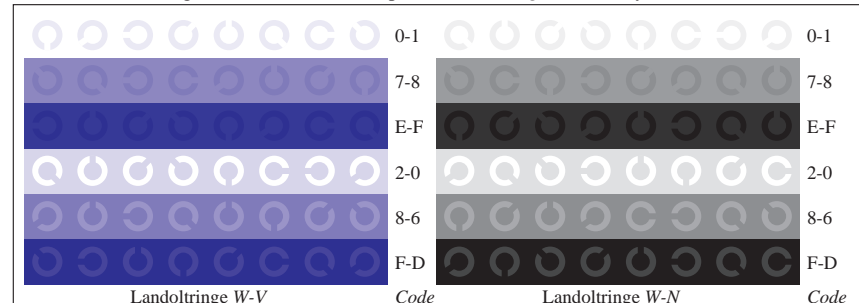 0-1 0-1
7-8 7-8
E-F E-F
2-0 2-0
8-6 8-6
F-D F-D
Landoltringe W-V Code Landoltringe W-N Code